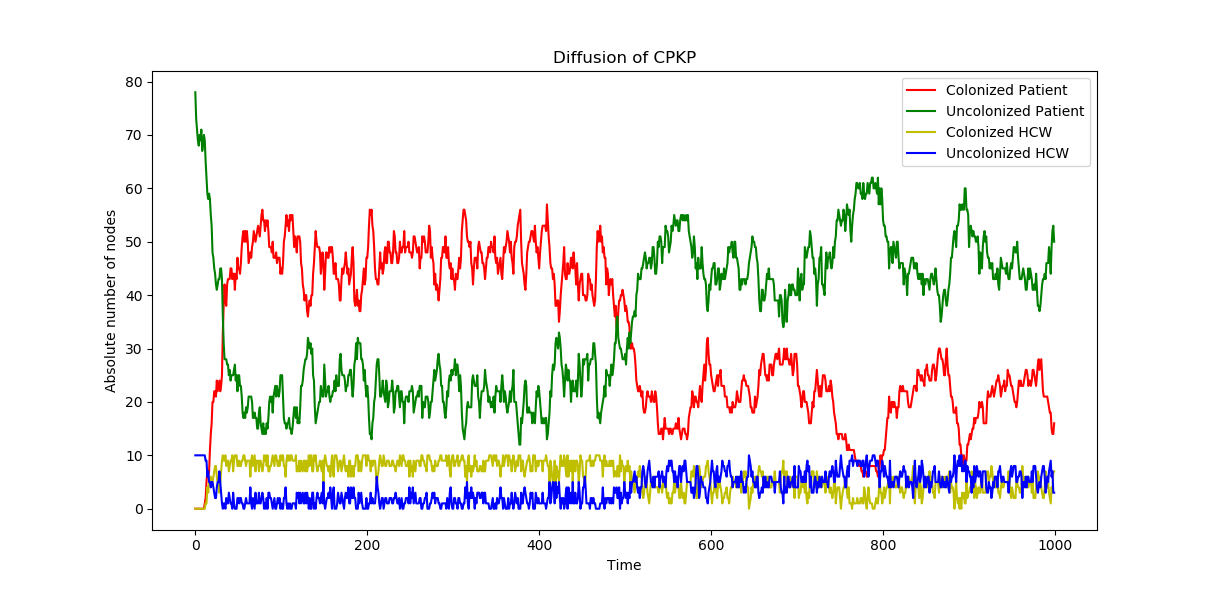 Diffusion of CPKP
Absolute number of nodes
80
70
60
50
40
30
20
10
0
Colonized Patient
Uncolonized Patient
Colonized HCW
Uncolonized HCW
0 200 400 600 800 1000
Time